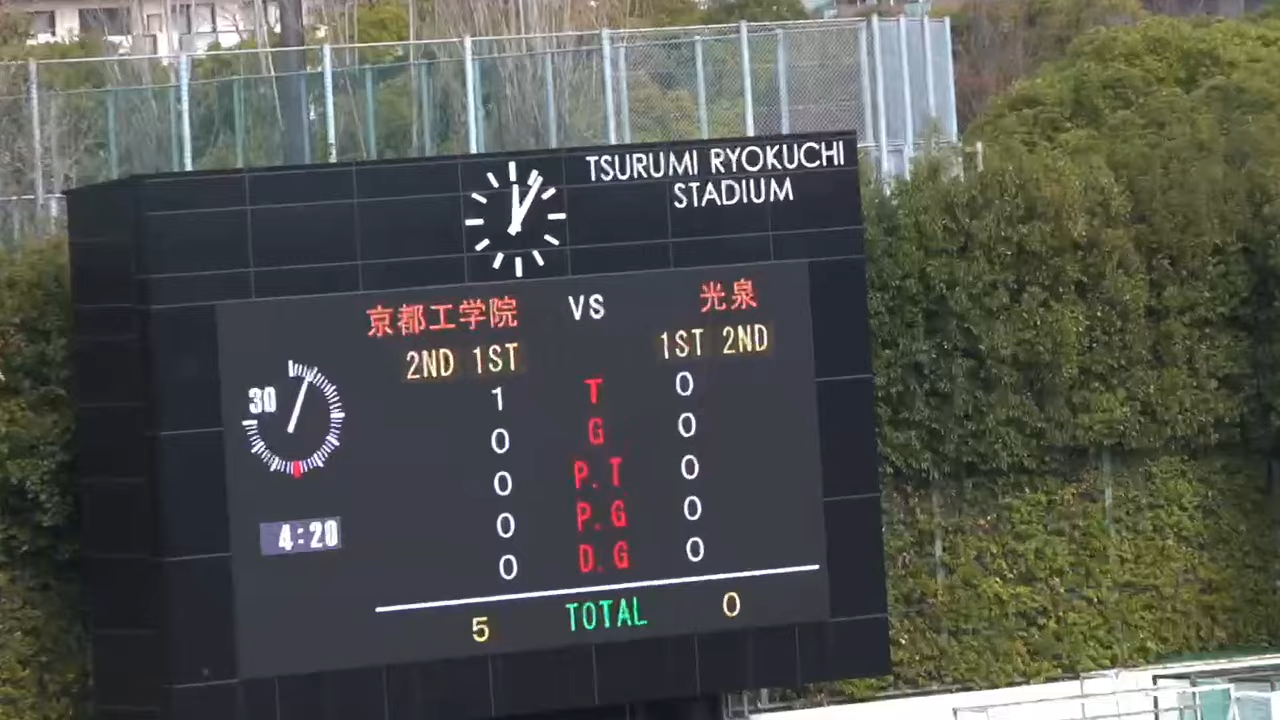 TSURUMI RYOKUCHI
STADIUM
京都工学院 VS 光泉
2ND 1ST 1ST 2ND
30
1 T 0
0 G 0
0 P.T 0
0 P.G 0
0 D.G 0
4:20
5 TOTAL 0